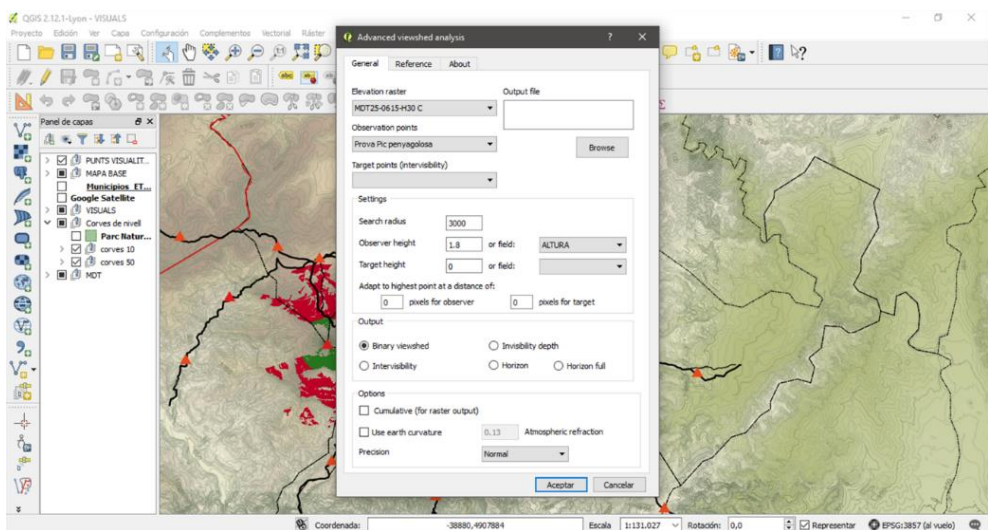 QGIS 2.12.1-Lyon - VISUALS
Proyecto Edición Ver Capa Configuración Complementos Vectorial Ráster
abc
Panel de capas
PUNTS VISUALIT...
MAPA BASE
Municipios_ET...
Google Satellite
VISUALS
Corves de nivell
Parc Natur...
corves 10
corves 50
MDT
Advanced viewshed analysis
General Reference About
Elevation raster Output file
MDT25-0615-H30 C
Observation points
Prova Pic penyagolosa Browse
Target points (intervisibility)
Settings
Search radius 3000
Observer height 1.8 or field: ALTURA
Target height 0 or field:
Adapt to highest point at a distance of:
0 pixels for observer 0 pixels for target
Output
Binary viewshed Invisibility depth
Intervisibility Horizon Horizon full
Options
Cumulative (for raster output)
Use earth curvature 0.13 Atmospheric refraction
Precision Normal
Aceptar Cancelar
Coordenada: -38880,4907884 Escala 1:131.027 Rotación: 0,0 Representar EPSG:3857 (al vuelo)